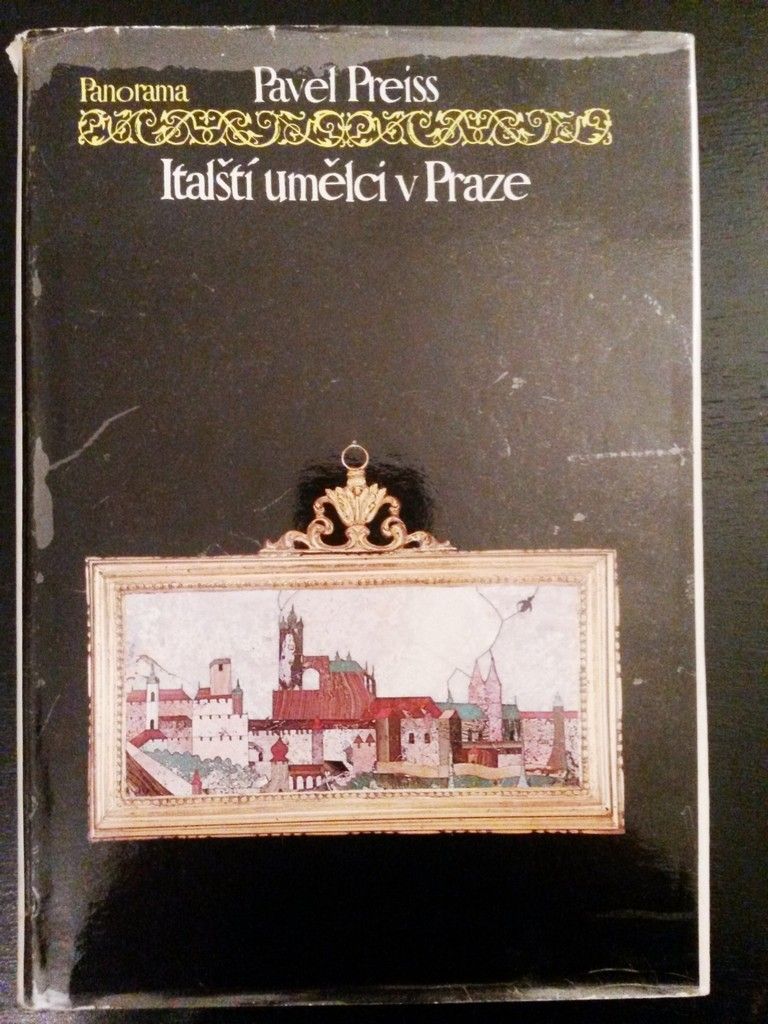 Panorama Pavel Preiss
Italští umělci v Praze